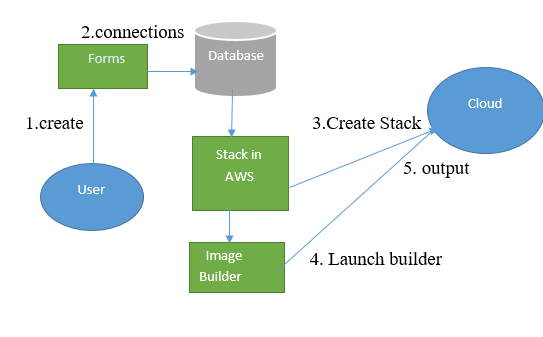 2.connections
Forms
Database
1.create
3.Create Stack
Cloud
Stack in
AWS
5. output
User
Image
Builder
4. Launch builder